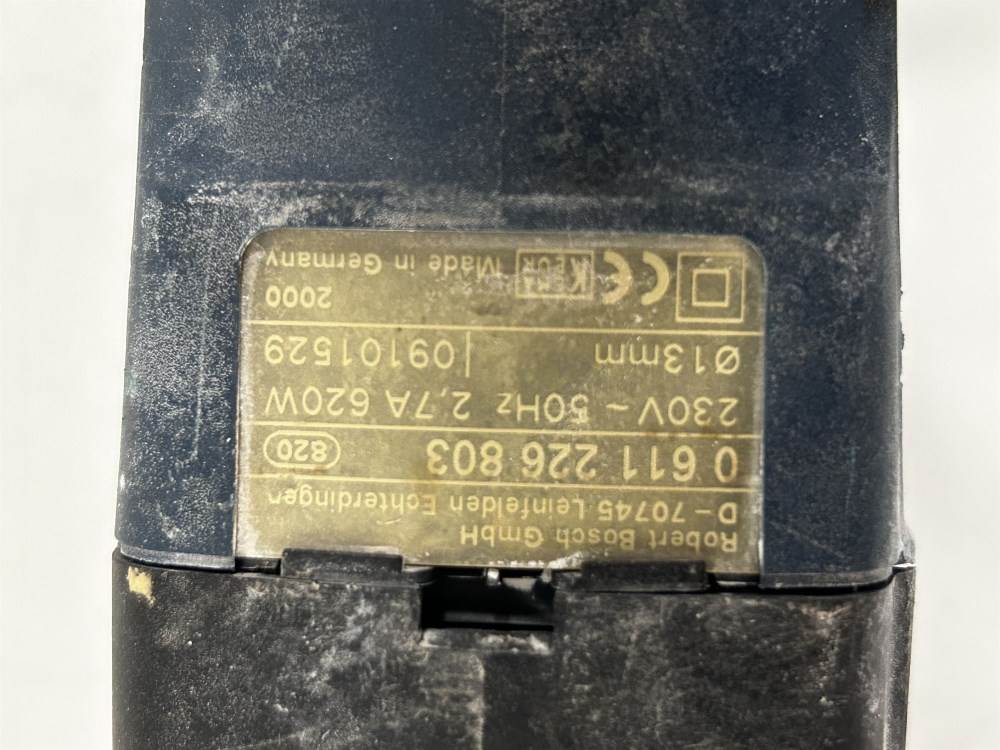 Robert Bosch GmbH
D-70745 Leinfelden Echterdingen
0 611 226 803 820
230V ~ 50Hz 2,7A 620W
Ø13mm |09101529
2000
CE KEMA KEUR Made in Germany